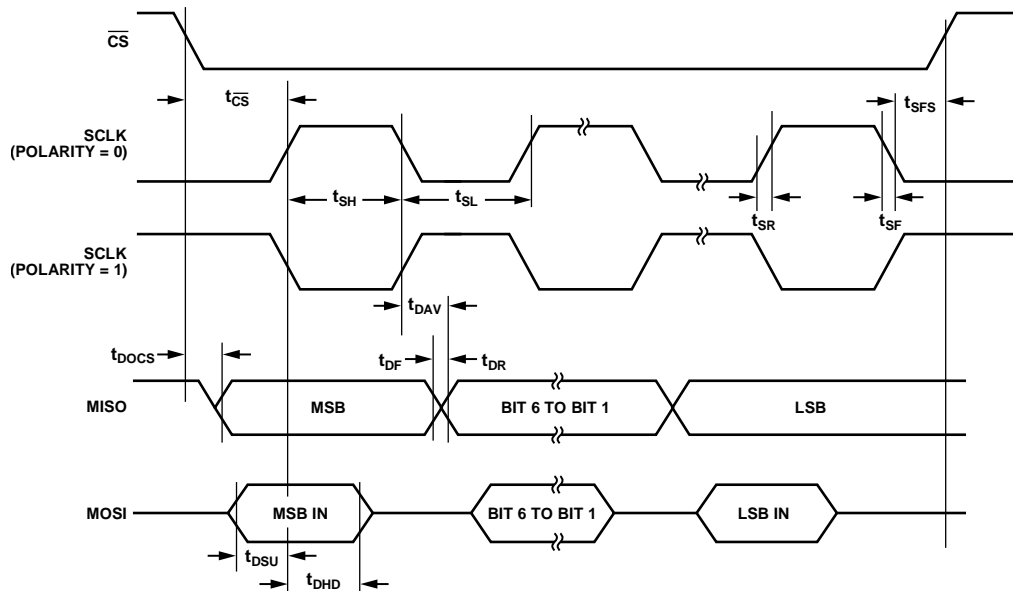 CS
tCS
tSFS
SCLK
(POLARITY = 0)
tSH
tSL
tSR
tSF
SCLK
(POLARITY = 1)
tDAV
tDOCS
tDF
tDR
MISO
MSB
BIT 6 TO BIT 1
LSB
MOSI
MSB IN
BIT 6 TO BIT 1
LSB IN
tDSU
tDHD